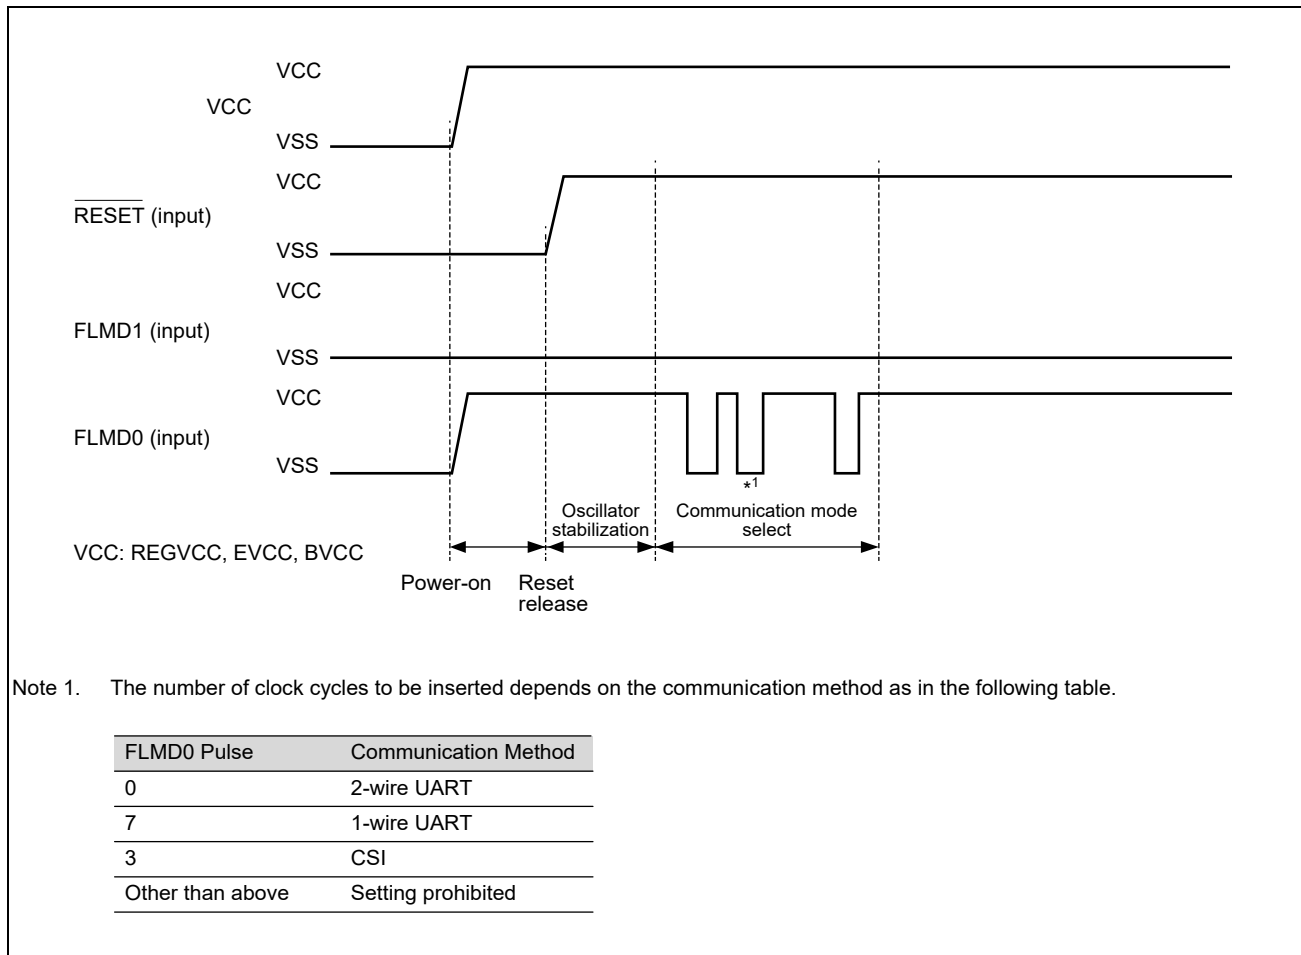 VCC
VCC
VSS
VCC
RESET (input)
VSS
VCC
FLMD1 (input)
VSS
VCC
FLMD0 (input)
VSS
*1
Oscillator
stabilization
Communication mode
select
VCC: REGVCC, EVCC, BVCC
Power-on
Reset
release
Note 1. The number of clock cycles to be inserted depends on the communication method as in the following table.
FLMD0 Pulse Communication Method
0 2-wire UART
7 1-wire UART
3 CSI
Other than above Setting prohibited